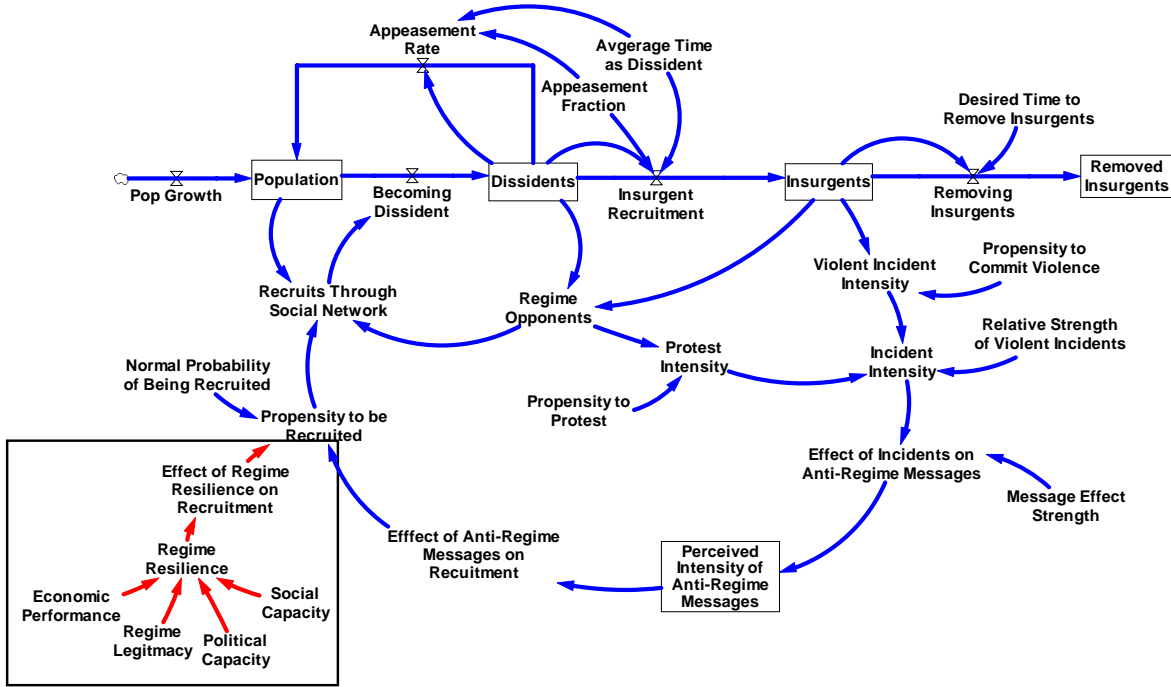 Appeasement
Rate
Avgerage Time
as Dissident
Appeasement
Fraction
Desired Time to
Remove Insurgents
Pop Growth
Population
Becoming
Dissident
Dissidents
Insurgent
Recruitment
Insurgents
Removing
Insurgents
Removed
Insurgents
Recruits Through
Social Network
Regime
Opponents
Violent Incident
Intensity
Propensity to
Commit Violence
Normal Probability
of Being Recruited
Protest
Intensity
Incident
Intensity
Relative Strength
of Violent Incidents
Propensity to be
Recruited
Propensity to
Protest
Effect of Regime
Resilience on
Recruitment
Effect of Incidents on
Anti-Regime Messages
Message Effect
Strength
Regime
Resilience
Efffect of Anti-Regime
Messages on
Recuitment
Perceived
Intensity of
Anti-Regime
Messages
Economic
Performance
Regime
Legitmacy
Political
Capacity
Social
Capacity